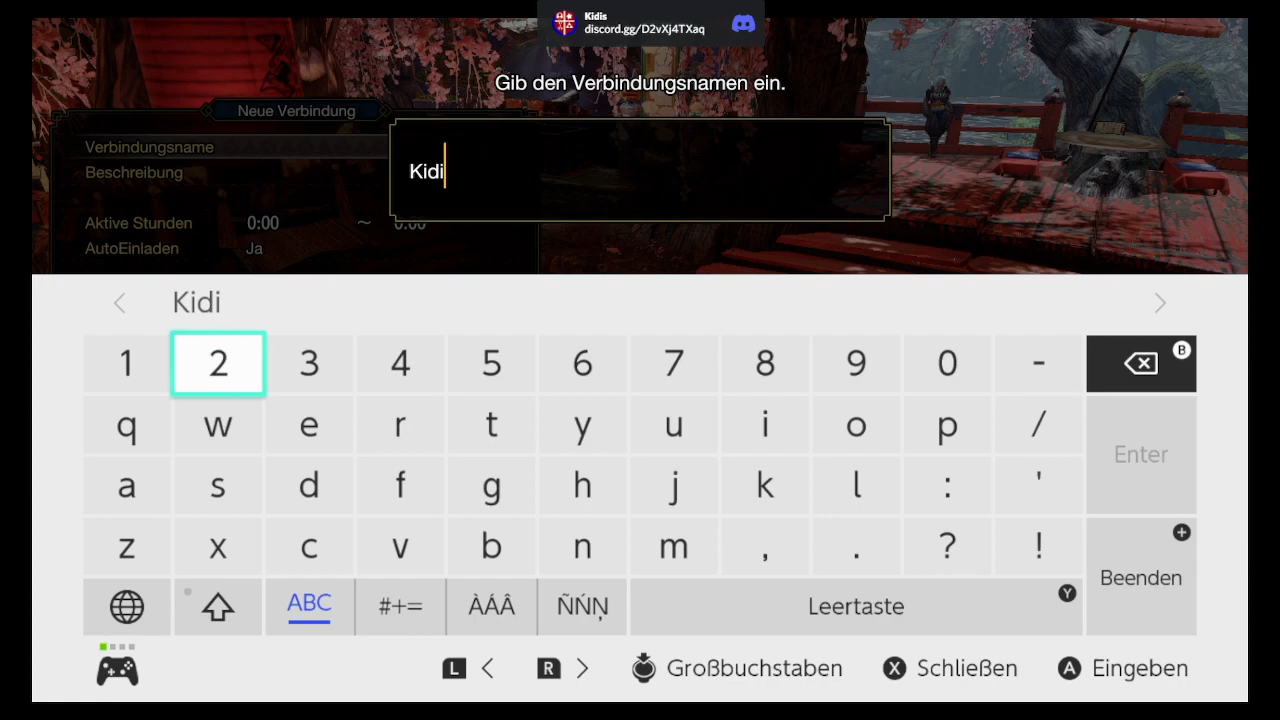 Kidis
discord.gg/D2vXj4TXaq
Gib den Verbindungsnamen ein.
Neue Verbindung
Verbindungsname
Kidi
Beschreibung
Aktive Stunden 0:00 ~ 0:00
AutoEinladen Ja
< Kidi >
1 2 3 4 5 6 7 8 9 0 - B
q w e r t y u i o p / Enter
a s d f g h j k l : '
z x c v b n m , . ? ! + Beenden
ABC #+= ÀÁÂ ÑŃŅ Leertaste Y
L < R > Großbuchstaben X Schließen A Eingeben